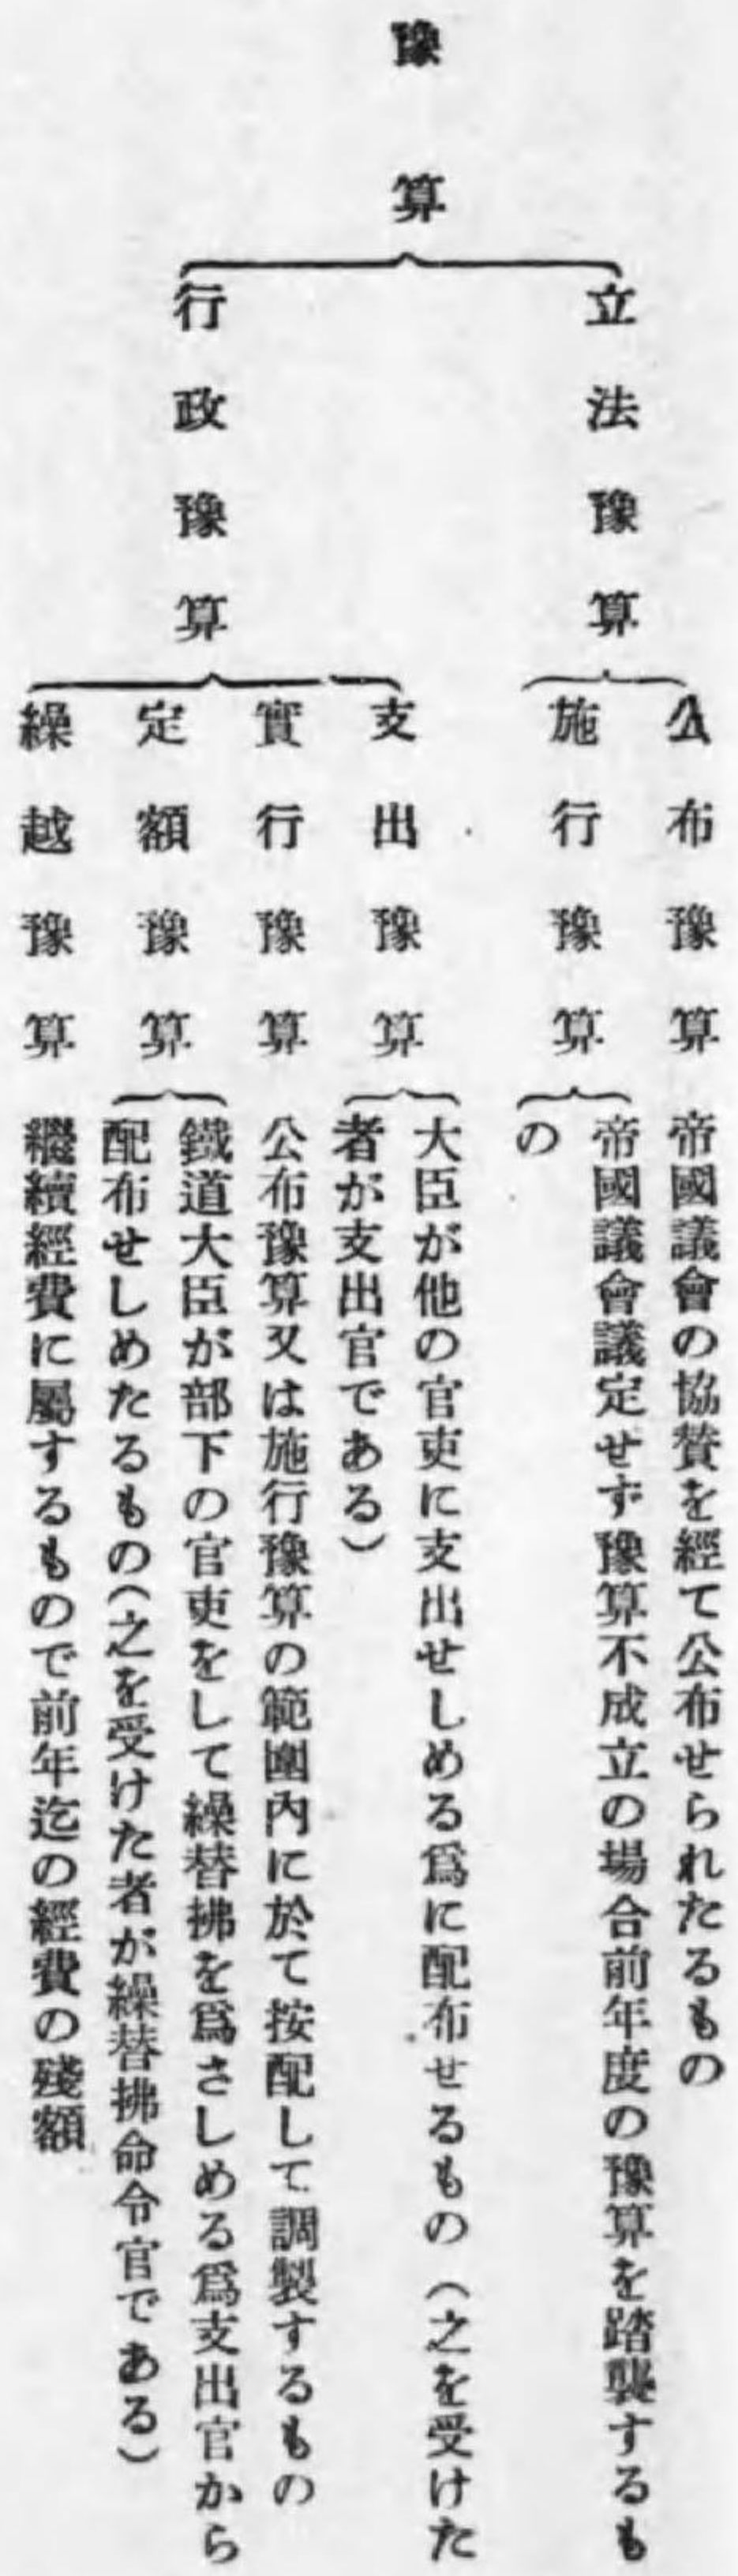 豫算
立法豫算
公布豫算
帝國議會の協賛を經て公布せられたるもの
施行豫算
帝國議會議定せず豫算不成立の場合前年度の豫算を踏襲するも
の
行政豫算
支出豫算
大臣が他の官吏に支出せしめる爲に配布せるもの（之を受けた
者が支出官である）
實行豫算
公布豫算又は施行豫算の範圍内に於て按配して調製するもの
定額豫算
鐵道大臣が部下の官吏をして繰替拂を爲さしめる爲支出官から
配布せしめたるもの（之を受けた者が繰替拂命令官である）
繰越豫算
繼續經費に屬するもので前年迄の經費の殘額